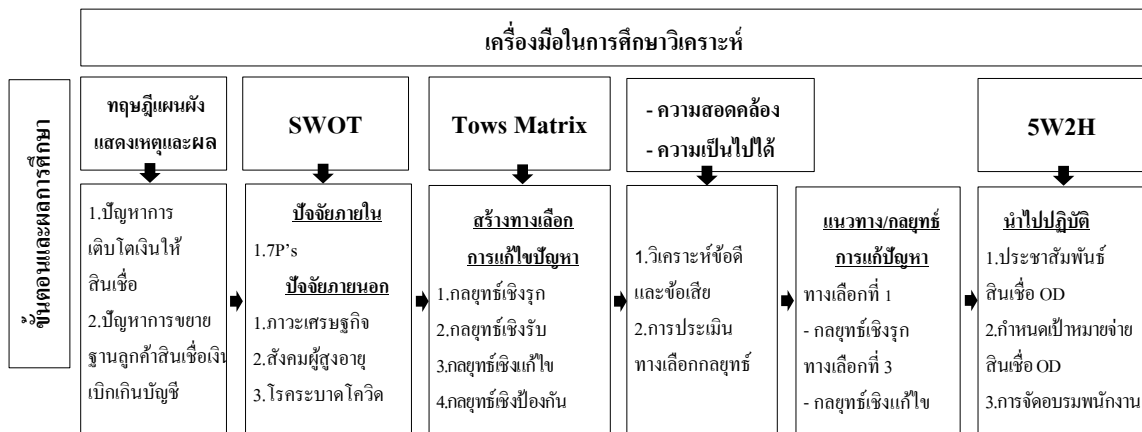 เครื่องมือในการศึกษาวิเคราะห์
ขั้นตอนและผลการศึกษา
ทฤษฎีแผนผัง
แสดงเหตุและผล
SWOT
Tows Matrix
- ความสอดคล้อง
- ความเป็นไปได้
5W2H
1.ปัญหาการ
เติบโตเงินให้
สินเชื่อ
2.ปัญหาการขยาย
ฐานลูกค้าสินเชื่อเงิน
เบิกเกินบัญชี
ปัจจัยภายใน
1.7P's
ปัจจัยภายนอก
1.ภาวะเศรษฐกิจ
2.สังคมผู้สูงอายุ
3.โรคระบาดโควิด
สร้างทางเลือก
การแก้ไขปัญหา
1.กลยุทธ์เชิงรุก
2.กลยุทธ์เชิงรับ
3.กลยุทธ์เชิงแก้ไข
4.กลยุทธ์เชิงป้องกัน
1.วิเคราะห์ข้อดี
และข้อเสีย
2.การประเมิน
ทางเลือกกลยุทธ์
แนวทาง/กลยุทธ์
การแก้ปัญหา
ทางเลือกที่ 1
- กลยุทธ์เชิงรุก
ทางเลือกที่ 3
- กลยุทธ์เชิงแก้ไข
นำไปปฏิบัติ
1.ประชาสัมพันธ์
สินเชื่อ OD
2.กำหนดเป้าหมายจ่าย
สินเชื่อ OD
3.การจัดอบรมพนักงาน